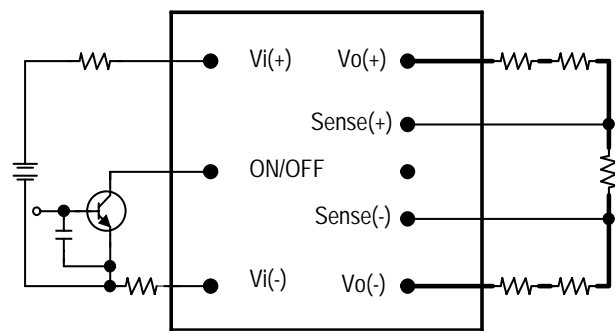 Vi(+)
Vo(+)
Sense(+)
ON/OFF
Sense(-)
Vi(-)
Vo(-)